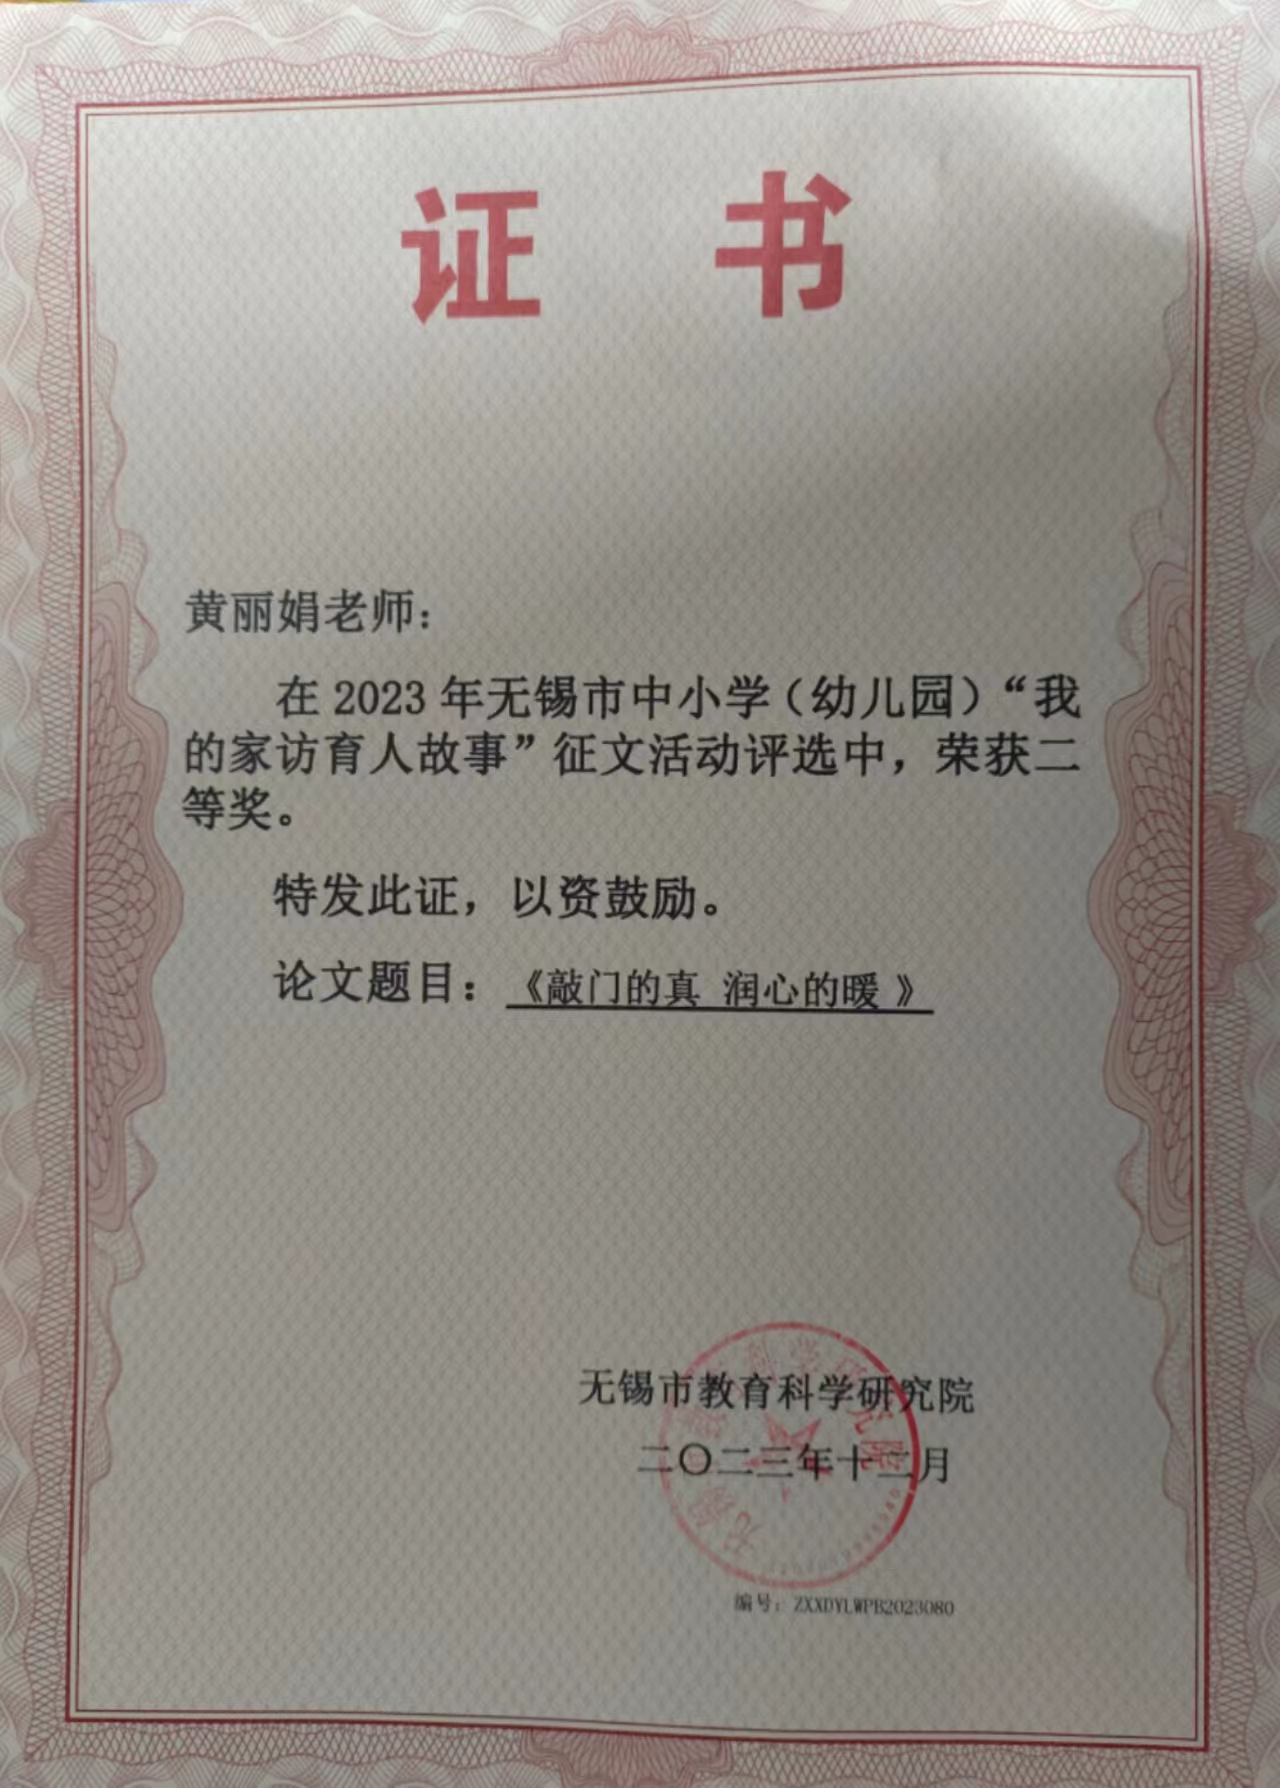 证 书
黄丽娟老师：
在 2023 年无锡市中小学（幼儿园）“我
的家访育人故事”征文活动评选中，荣获二
等奖。
特发此证，以资鼓励。
论文题目：《敲门的真 润心的暖 》
无锡市教育科学研究院
二〇二三年十二月
编号：ZXXDYLWPB2023080